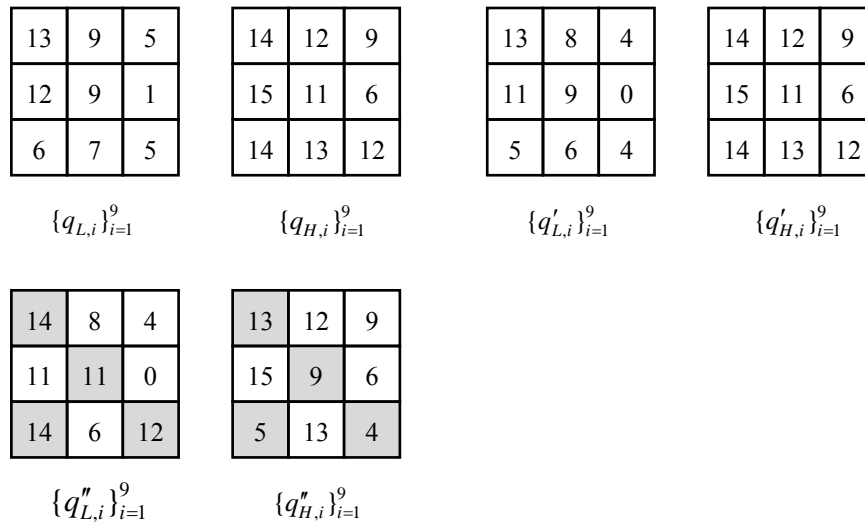 13 9 5 14 12 9 13 8 4 14 12 9
12 9 1 15 11 6 11 9 0 15 11 6
6 7 5 14 13 12 5 6 4 14 13 12
{q_{L,i}}_{i=1}^{9} {q_{H,i}}_{i=1}^{9} {q'_{L,i}}_{i=1}^{9} {q'_{H,i}}_{i=1}^{9}
14 8 4 13 12 9
11 11 0 15 9 6
14 6 12 5 13 4
{q''_{L,i}}_{i=1}^{9} {q''_{H,i}}_{i=1}^{9}